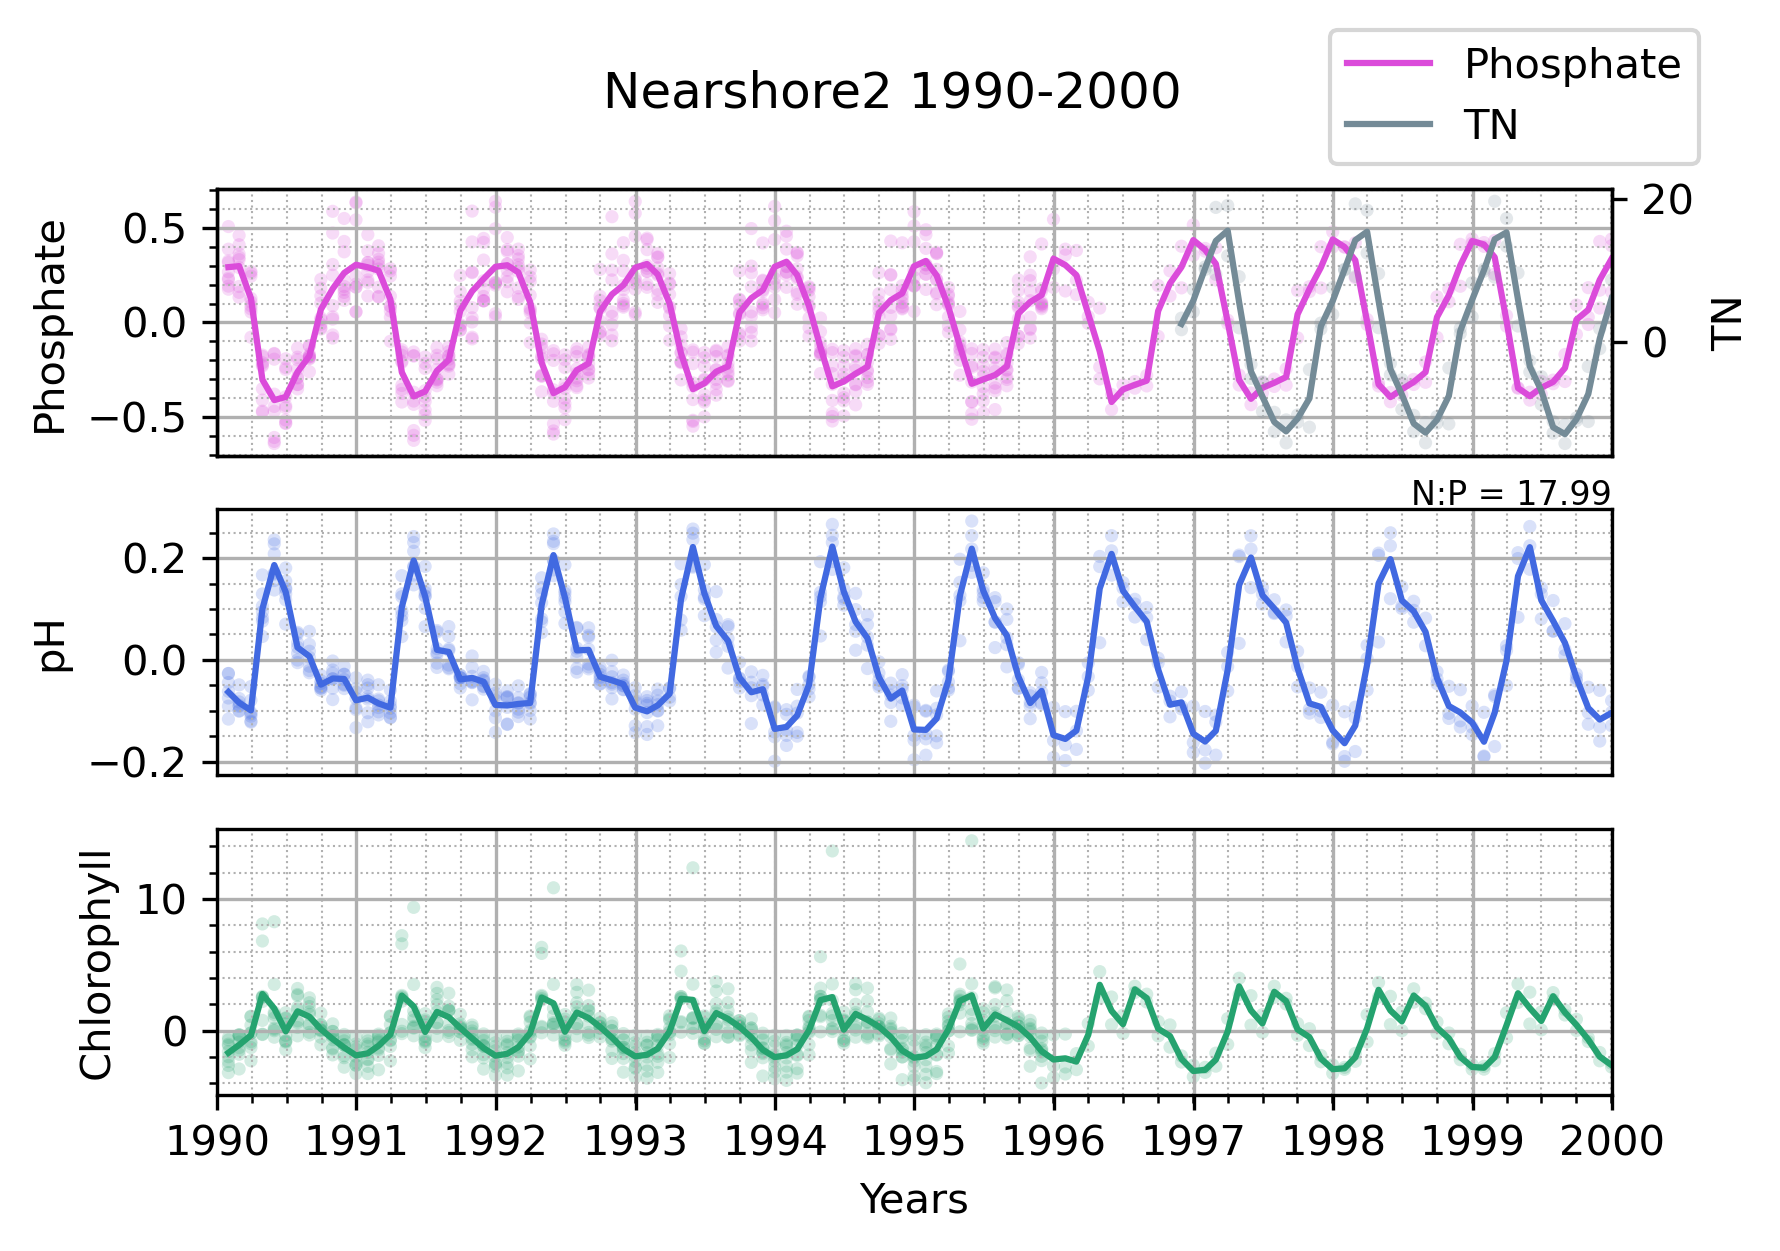 Nearshore2 1990-2000
Phosphate
TN
Phosphate
0.5
0.0
−0.5
20
0
TN
N:P = 17.99
pH
0.2
0.0
−0.2
Chlorophyll
10
0
1990 1991 1992 1993 1994 1995 1996 1997 1998 1999 2000
Years